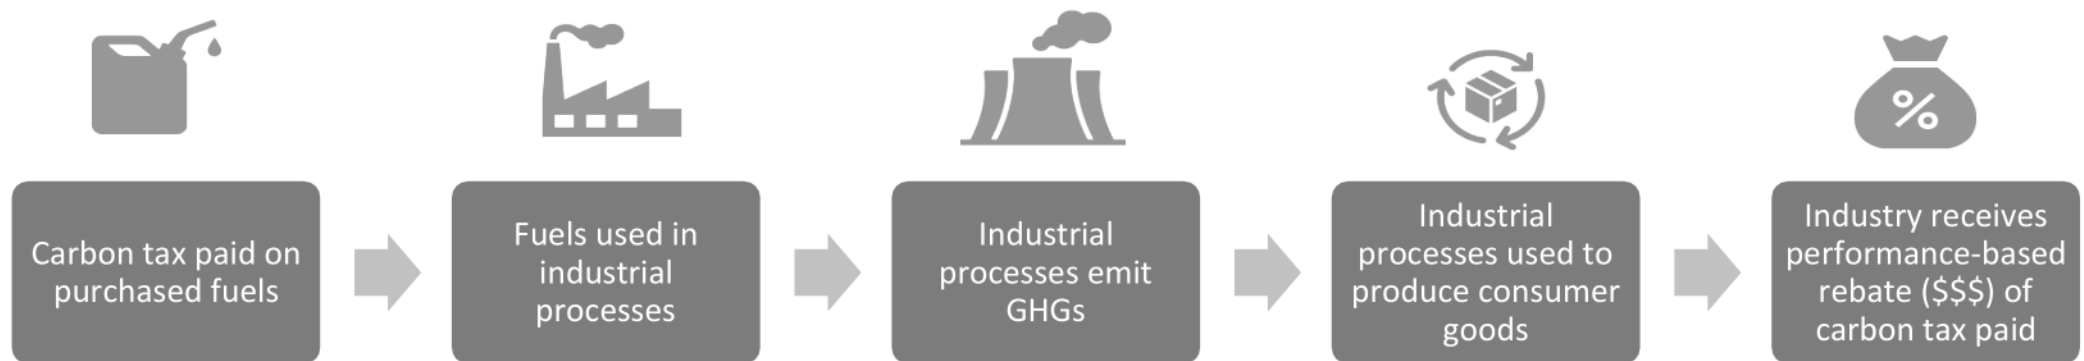 Carbon tax paid on
purchased fuels
Fuels used in
industrial
processes
Industrial
processes emit
GHGs
Industrial
processes used to
produce consumer
goods
%
Industry receives
performance-based
rebate ($$$) of
carbon tax paid